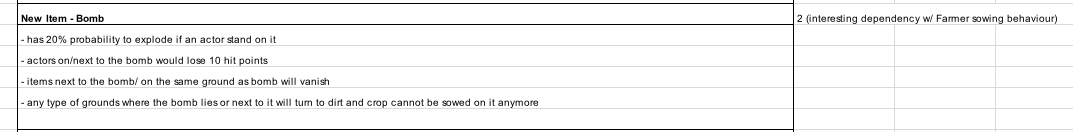 New Item - Bomb
2 (interesting dependency w/ Farmer sowing behaviour)
- has 20% probability to explode if an actor stand on it
- actors on/next to the bomb would lose 10 hit points
- items next to the bomb/ on the same ground as bomb will vanish
- any type of grounds where the bomb lies or next to it will turn to dirt and crop cannot be sowed on it anymore